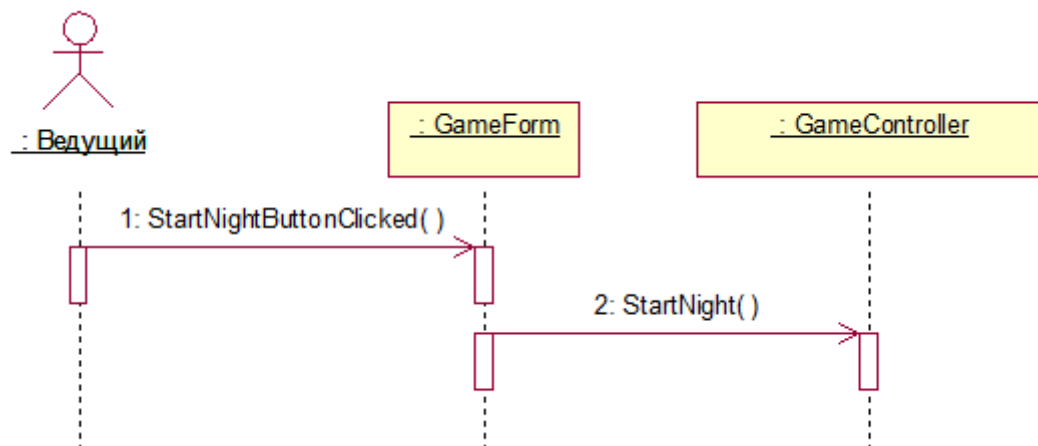 : Ведущий
: GameForm
: GameController
1: StartNightButtonClicked( )
2: StartNight( )